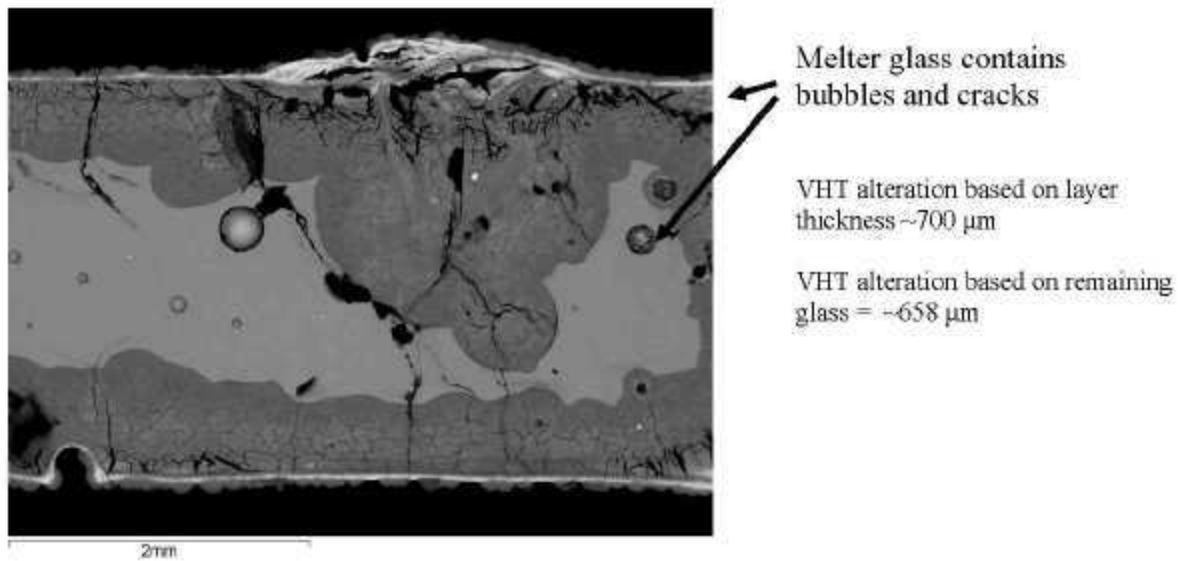 Melter glass contains
bubbles and cracks
VHT alteration based on layer
thickness ~700 μm
VHT alteration based on remaining
glass = ~658 μm
2mm